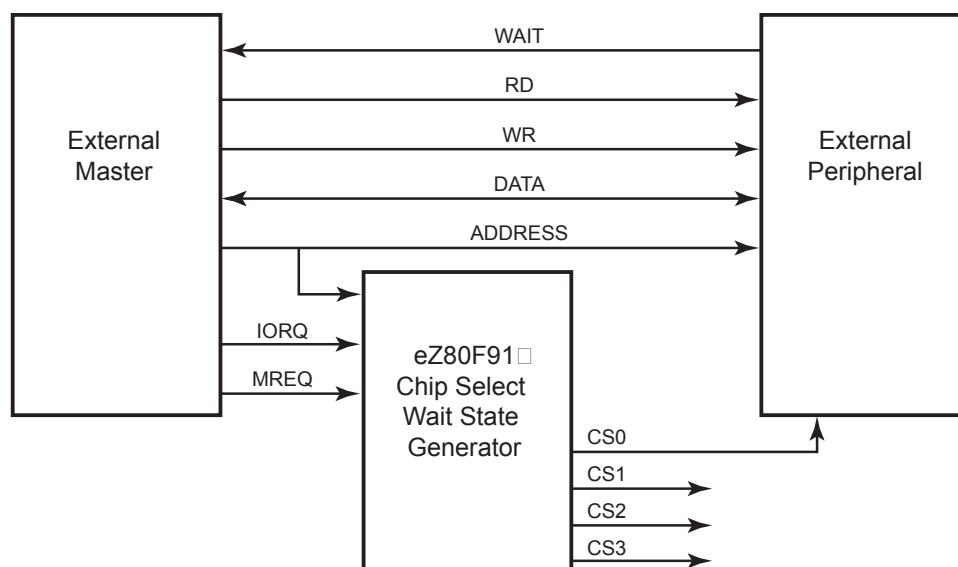 WAIT
RD
External
Master
WR
External
Peripheral
DATA
ADDRESS
IORQ
MREQ
eZ80F91□
Chip Select
Wait State
Generator
CS0
CS1
CS2
CS3